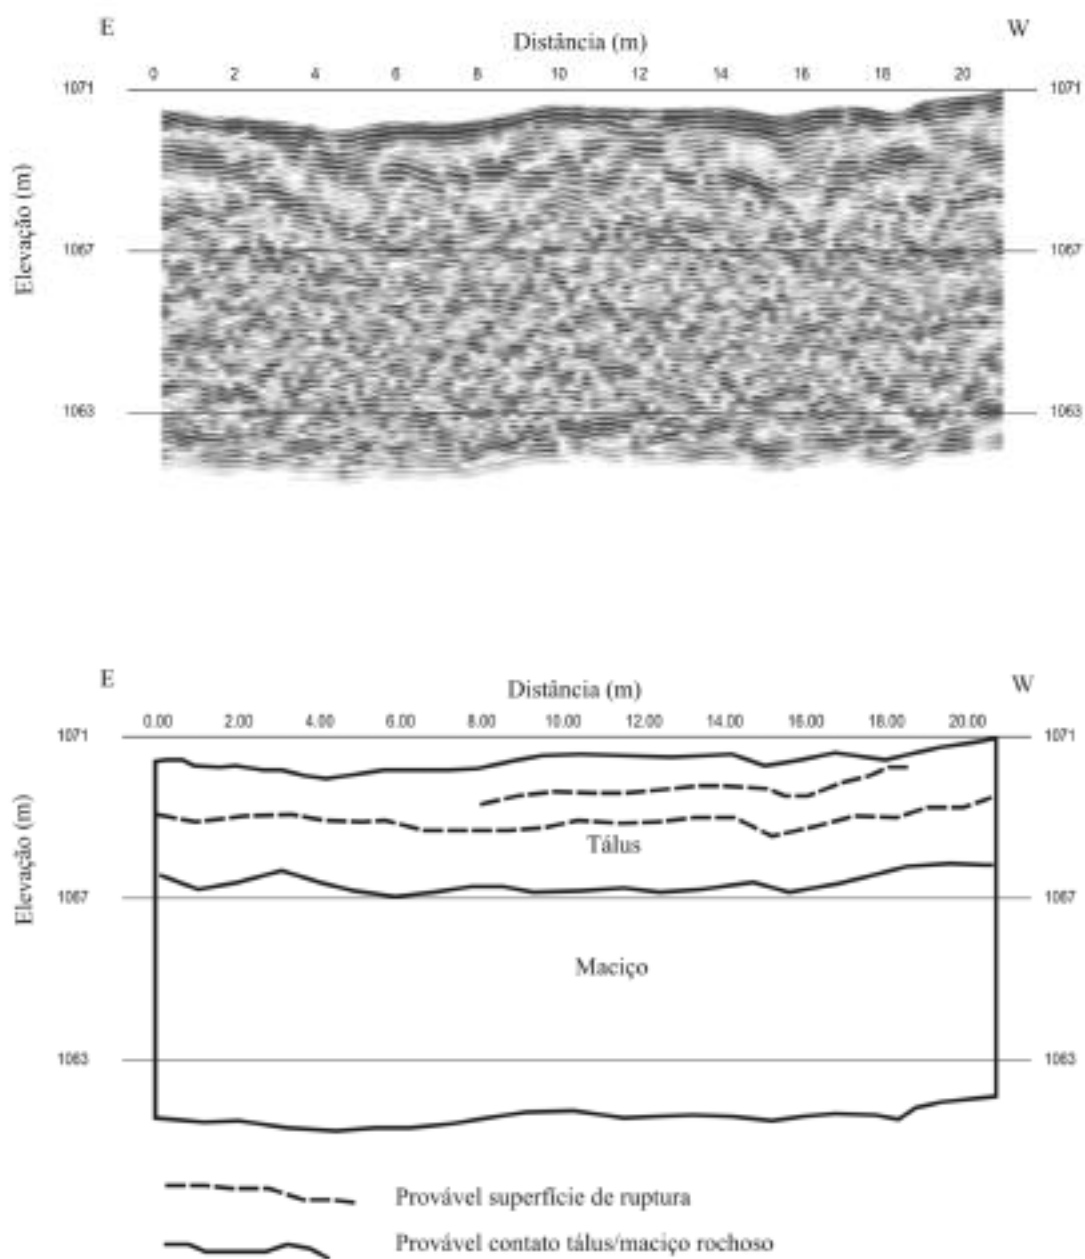 E W
Distância (m)
0 2 4 6 8 10 12 14 16 18 20
1071 1071
Elevação (m)
1067 1067
1063 1063
E W
Distância (m)
0.00 2.00 4.00 6.00 8.00 10.00 12.00 14.00 16.00 18.00 20.00
1071 1071
Elevação (m)
Tálus
1067 1067
Maciço
1063 1063
Provável superfície de ruptura
Provável contato tálus/maciço rochoso